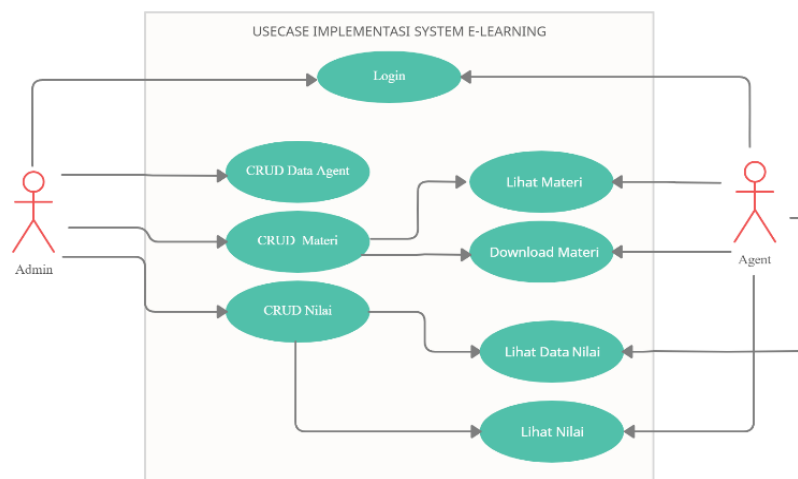 USECASE IMPLEMENTASI SYSTEM E-LEARNING
Login
CRUD Data Agent
Lihat Materi
CRUD Materi
Download Materi
Admin
Agent
CRUD Nilai
Lihat Data Nilai
Lihat Nilai